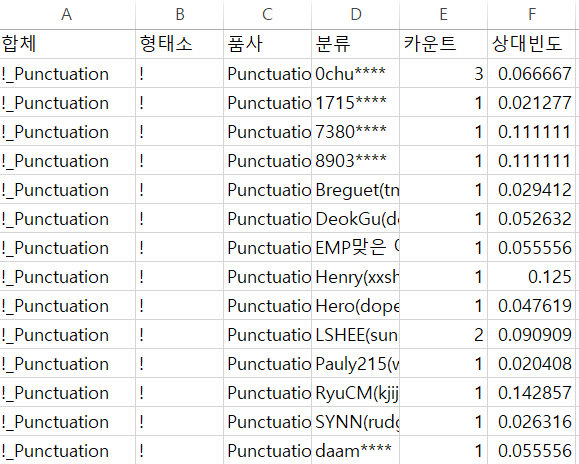 A B C D E F
합체 형태소 품사 분류 카운트 상대빈도
!_Punctuation ! Punctuatio 0chu**** 3 0.066667
!_Punctuation ! Punctuatio 1715**** 1 0.021277
!_Punctuation ! Punctuatio 7380**** 1 0.111111
!_Punctuation ! Punctuatio 8903**** 1 0.111111
!_Punctuation ! Punctuatio Breguet(tn 1 0.029412
!_Punctuation ! Punctuatio DeokGu(de 1 0.052632
!_Punctuation ! Punctuatio EMP맞은 1 0.055556
!_Punctuation ! Punctuatio Henry(xxsh 1 0.125
!_Punctuation ! Punctuatio Hero(dope 1 0.047619
!_Punctuation ! Punctuatio LSHEE(sun 2 0.090909
!_Punctuation ! Punctuatio Pauly215(w 1 0.020408
!_Punctuation ! Punctuatio RyuCM(kjij 1 0.142857
!_Punctuation ! Punctuatio SYNN(rudg 1 0.026316
!_Punctuation ! Punctuatio daam**** 1 0.055556